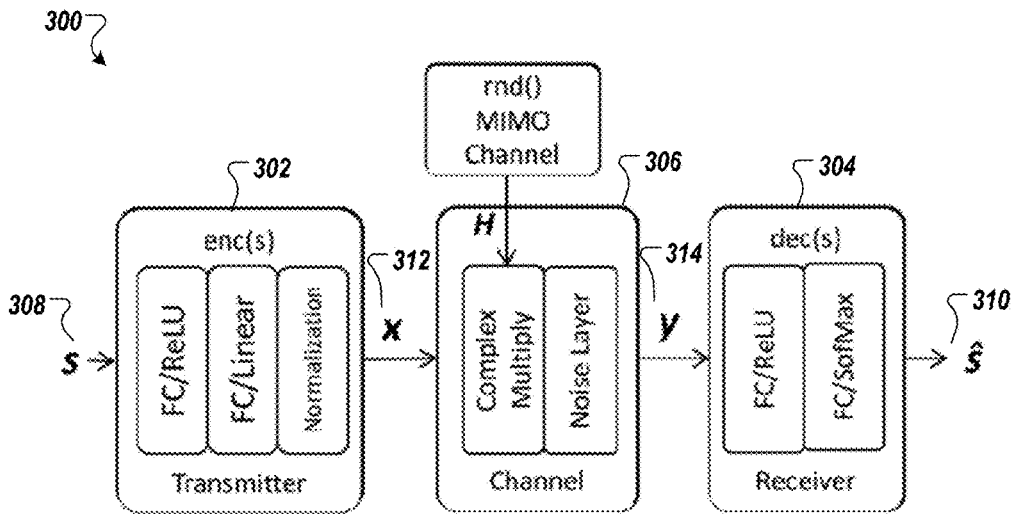 300
rnd()
MIMO
Channel
302
306
304
enc(s)
H
dec(s)
308
312
314
310
s
FC/ReLU
FC/Linear
Normalization
x
Complex
Multiply
Noise Layer
y
FC/ReLU
FC/SofMax
ŝ
Transmitter
Channel
Receiver